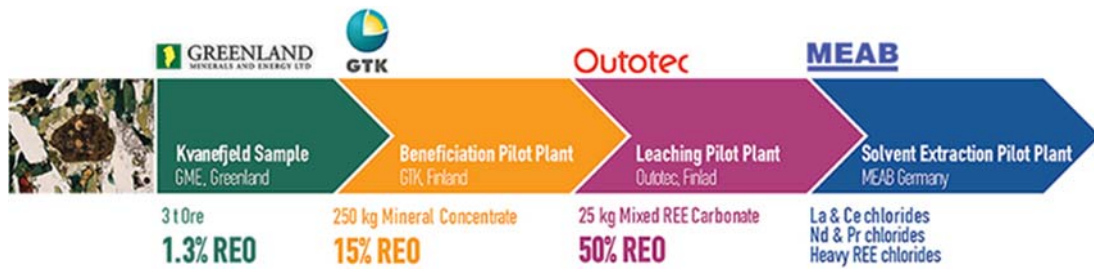 GREENLAND
MINERALS AND ENERGY LTD
GTK
Outotec
MEAB
Kvanefjeld Sample
GME, Greenland
3 t Ore
1.3% REO
Beneficiation Pilot Plant
GTK, Finland
250 kg Mineral Concentrate
15% REO
Leaching Pilot Plant
Outotec, Finlad
25 kg Mixed REE Carbonate
50% REO
Solvent Extraction Pilot Plant
MEAB Germany
La & Ce chlorides
Nd & Pr chlorides
Heavy REE chlorides